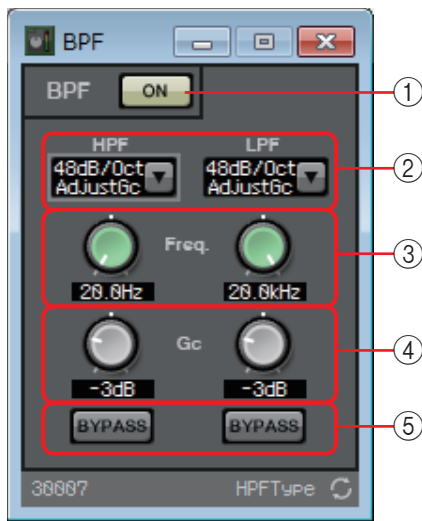 BPF
BPF ON
①
HPF LPF
48dB/Oct AdjustGc 48dB/Oct AdjustGc
②
Freq.
20.0Hz 20.0kHz
③
Gc
-3dB -3dB
④
BYPASS BYPASS
⑤
30007 HPFType